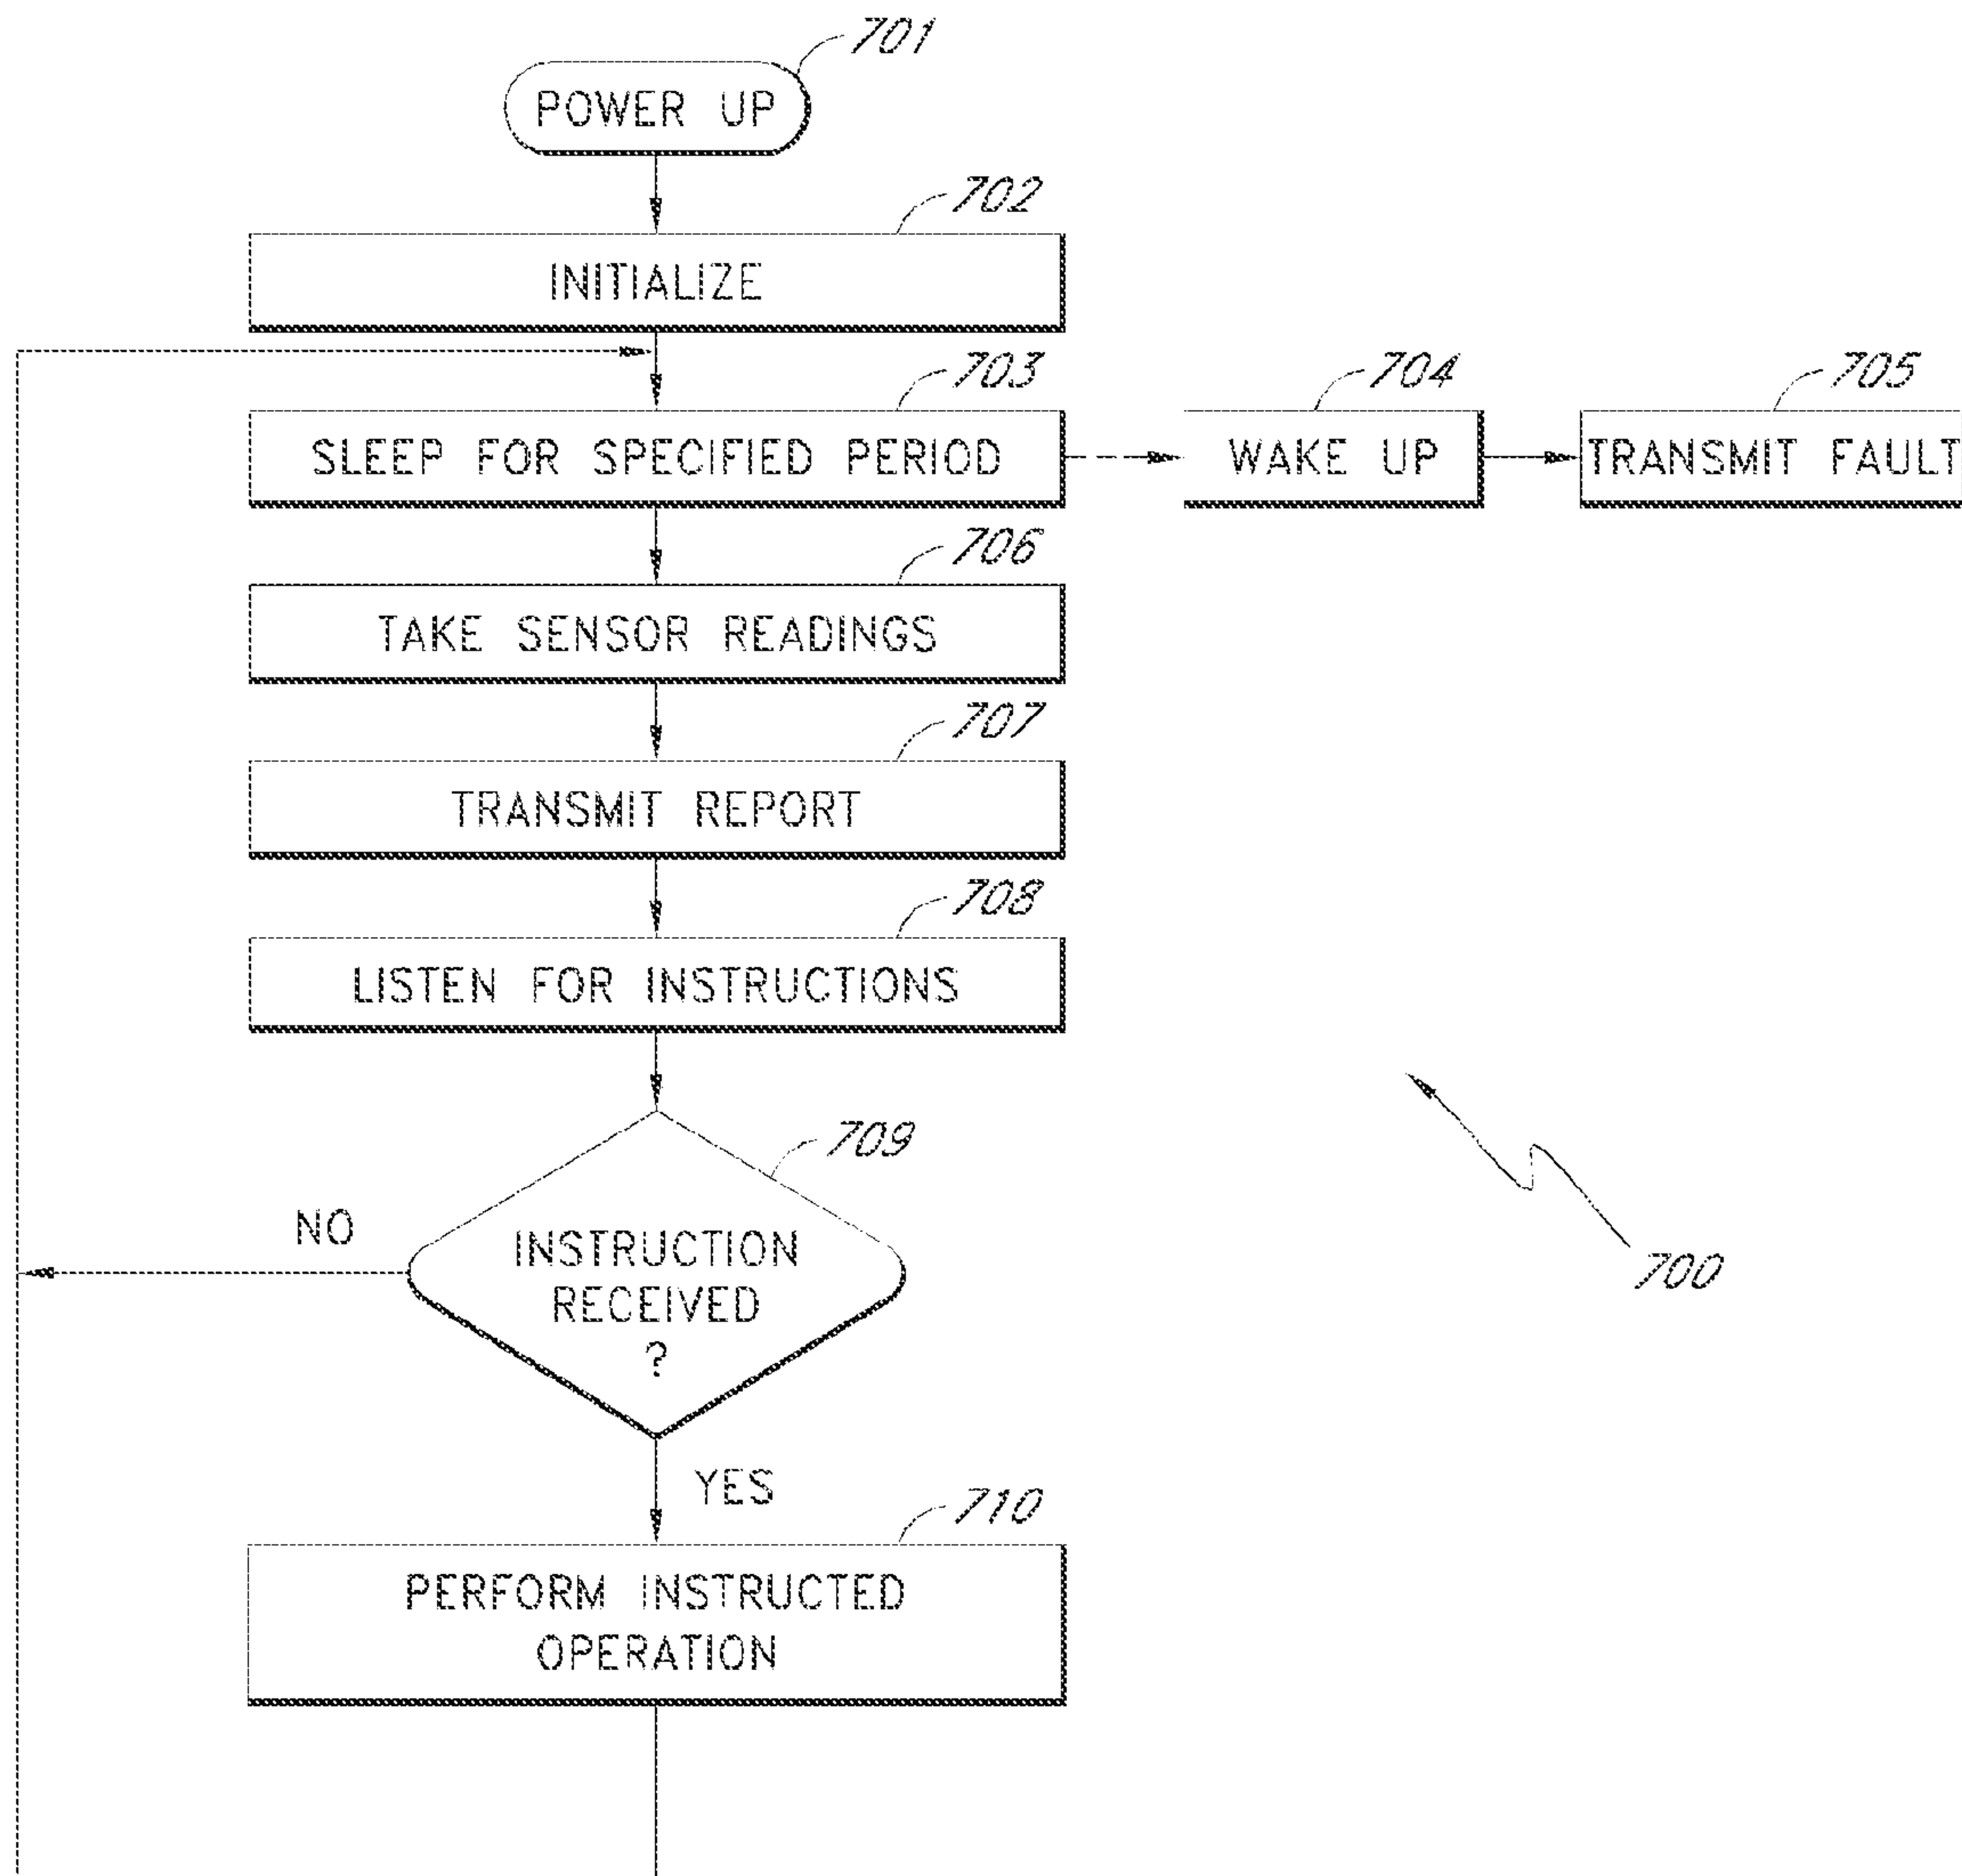 701
POWER UP
702
INITIALIZE
703
SLEEP FOR SPECIFIED PERIOD
704
WAKE UP
705
TRANSMIT FAULT
706
TAKE SENSOR READINGS
707
TRANSMIT REPORT
708
LISTEN FOR INSTRUCTIONS
709
INSTRUCTION
RECEIVED
?
NO
700
YES
710
PERFORM INSTRUCTED
OPERATION